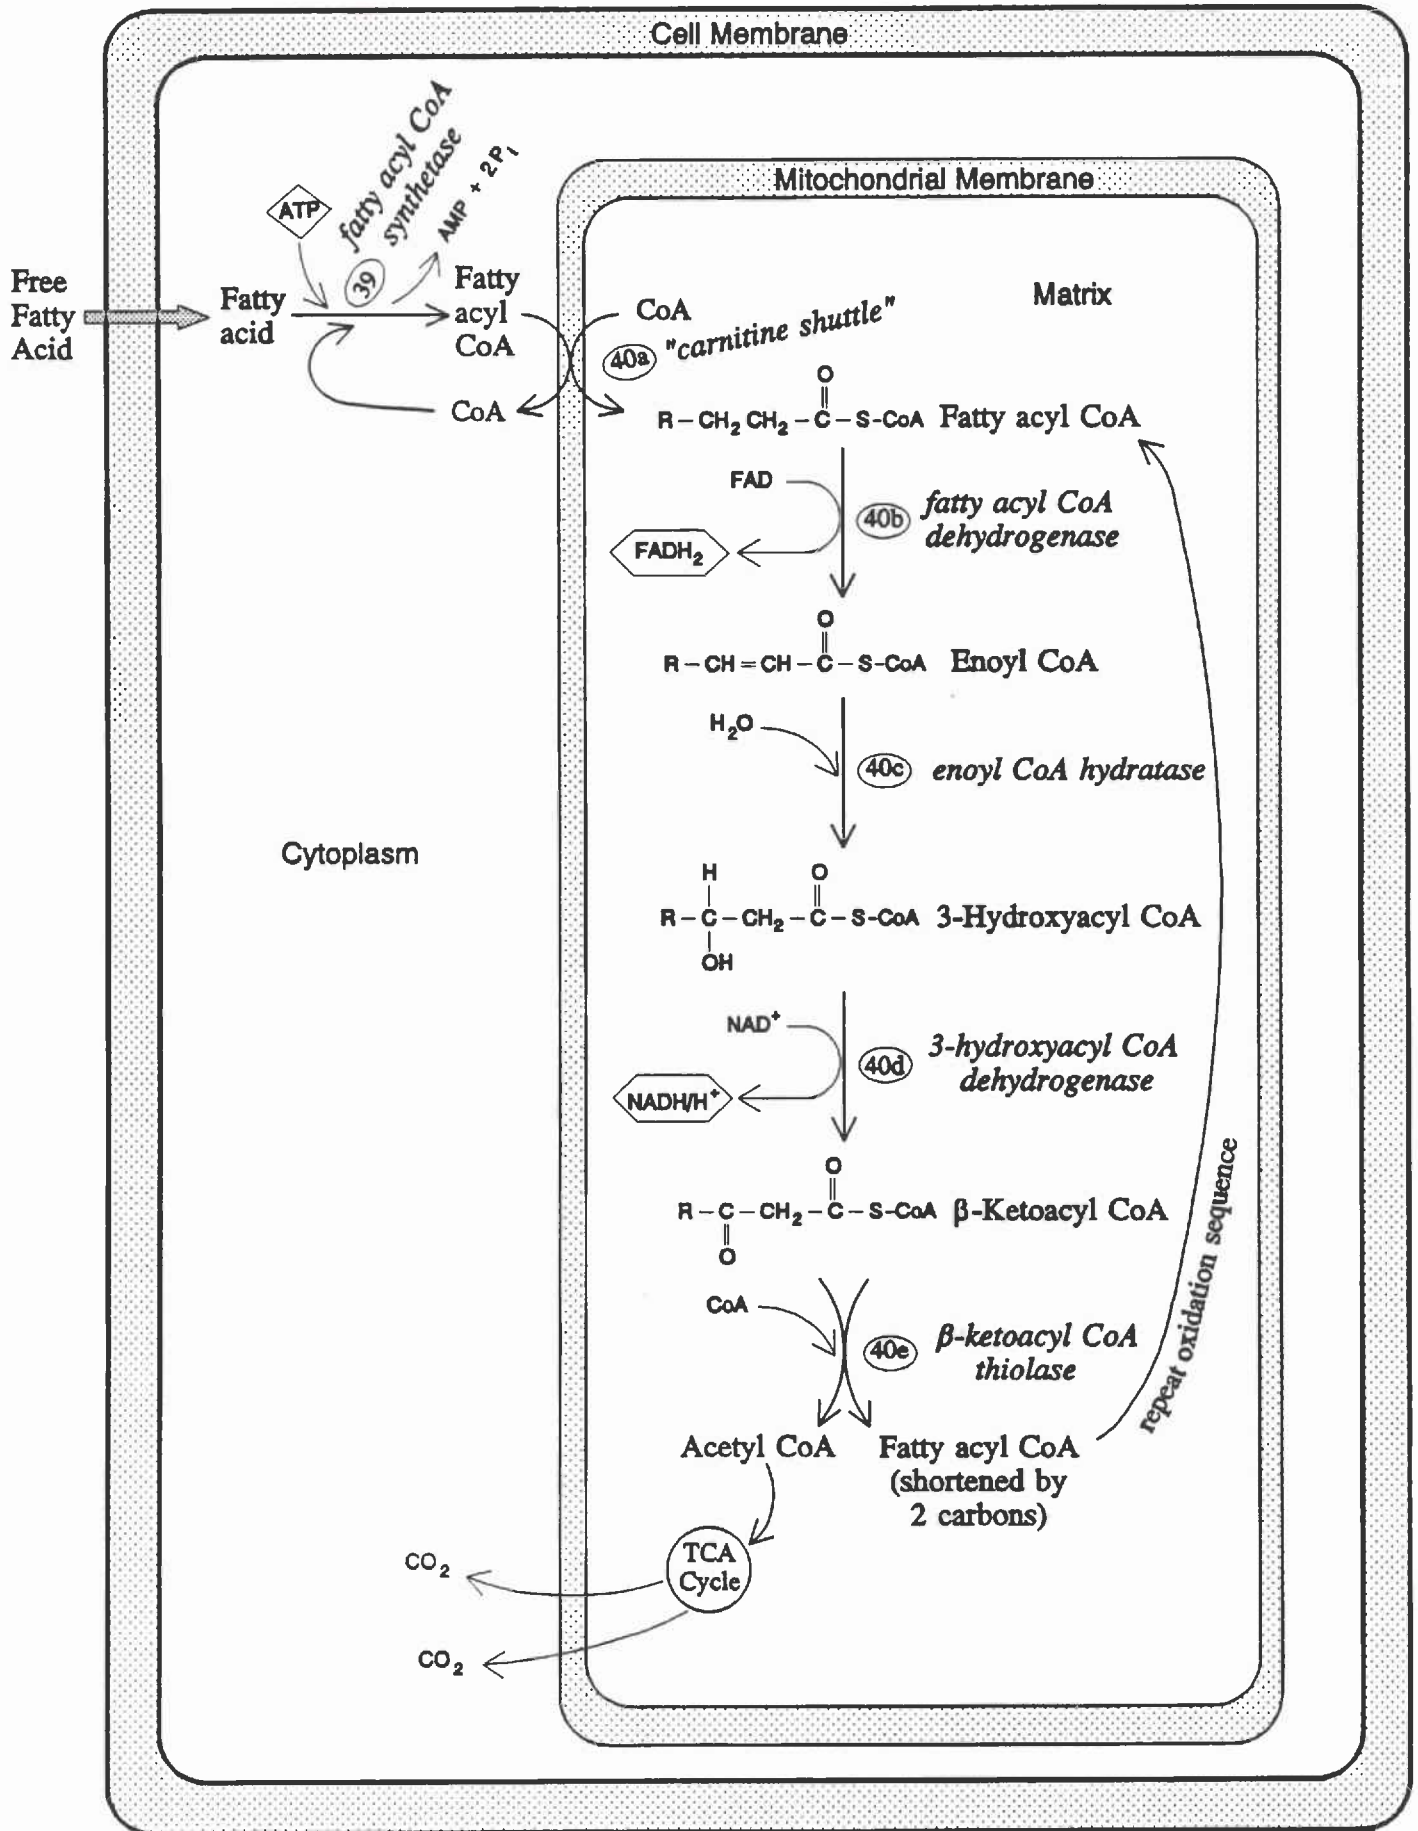 Cell Membrane
Mitochondrial Membrane
ATP
fatty acyl CoA
synthetase
39
AMP + 2Pi
Free
Fatty
Acid
Fatty
acid
Fatty
acyl
CoA
CoA
CoA
40a "carnitine shuttle"
Matrix
O
R–CH₂CH₂–C–S-CoA Fatty acyl CoA
FAD
40b fatty acyl CoA
dehydrogenase
FADH₂
O
R–CH=CH–C–S-CoA Enoyl CoA
H₂O
40c enoyl CoA hydratase
Cytoplasm
H O
R–C–CH₂–C–S-CoA 3-Hydroxyacyl CoA
OH
NAD⁺
40d 3-hydroxyacyl CoA
dehydrogenase
NADH/H⁺
O
R–C–CH₂–C–S-CoA β-Ketoacyl CoA
O
CoA
40e β-ketoacyl CoA
thiolase
repeat oxidation sequence
Acetyl CoA
Fatty acyl CoA
(shortened by
2 carbons)
TCA
Cycle
CO₂
CO₂